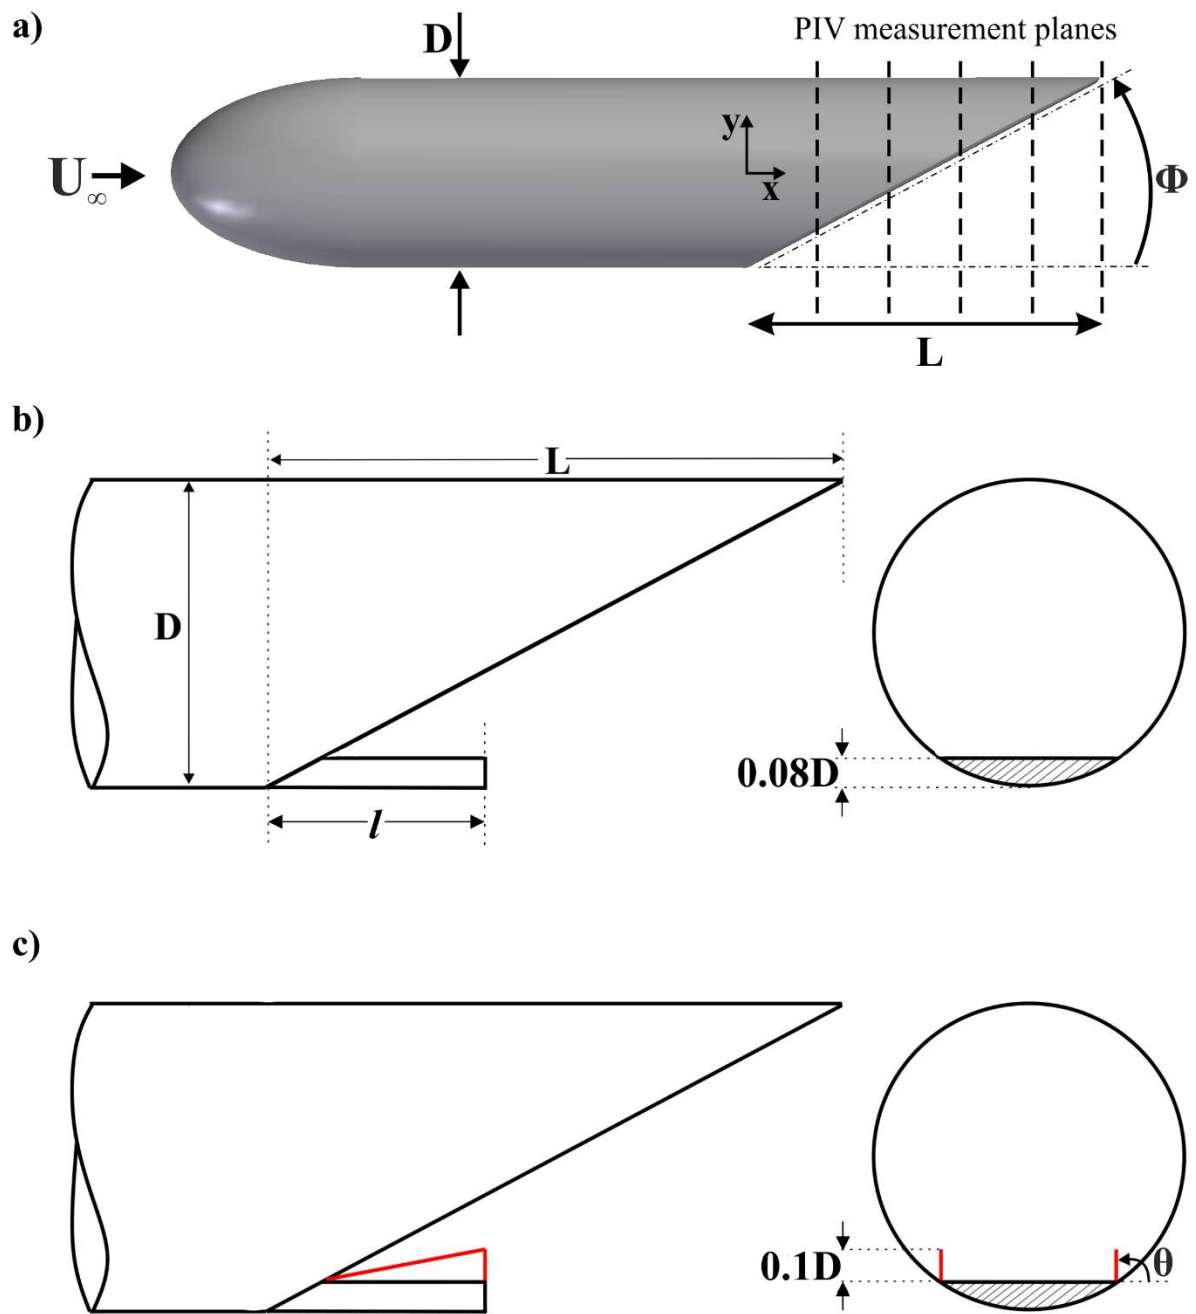 a)
D
PIV measurement planes
U∞
y
x
Φ
L
b)
L
D
0.08D
l
c)
0.1D
θ